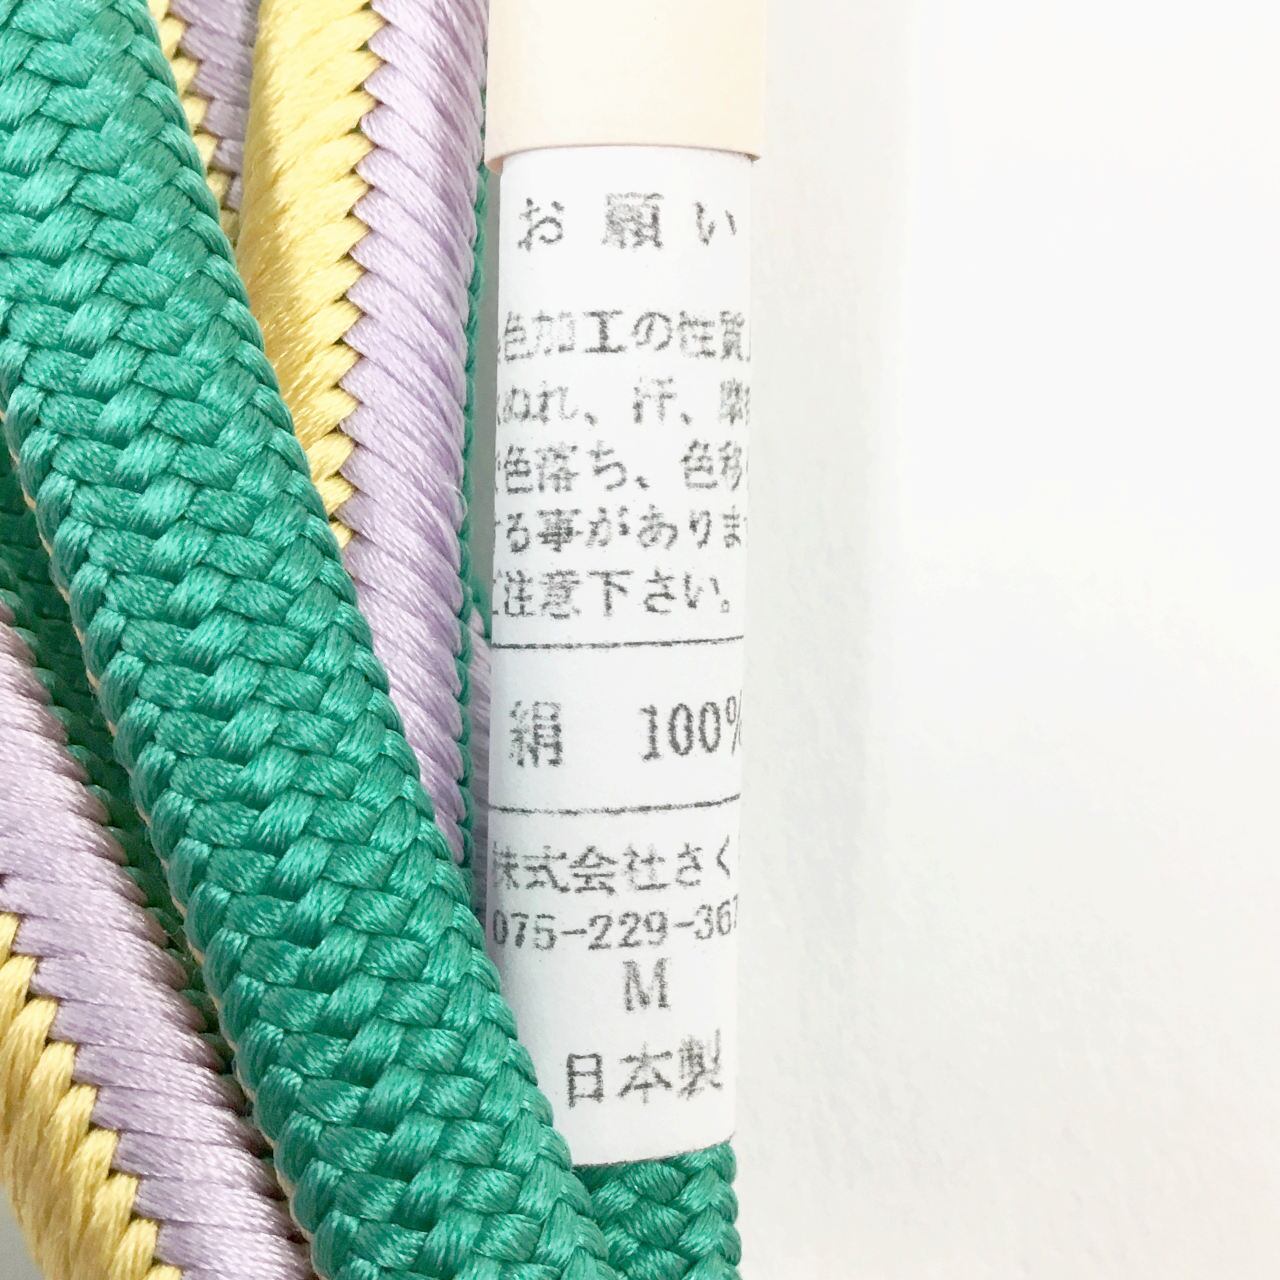 お願い
色加工の性質
ぬれ、汗、摩
色落ち、色移
る事がありま
ご注意下さい。
絹 100%
株式会社さく
075-229-367
M
日本製